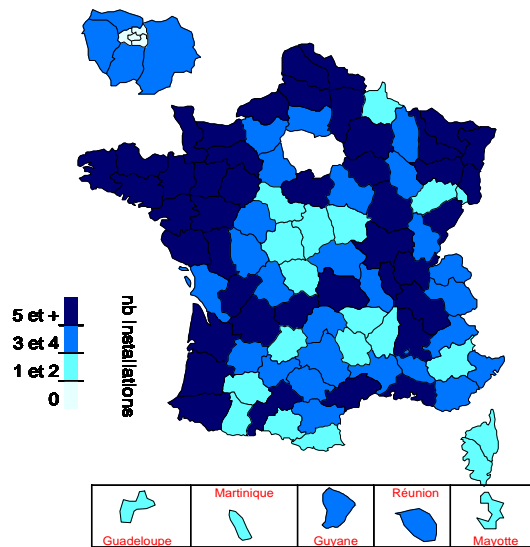 nb installations
5 et +
3 et 4
1 et 2
0
Martinique
Réunion
Guadeloupe
Guyane
Mayotte